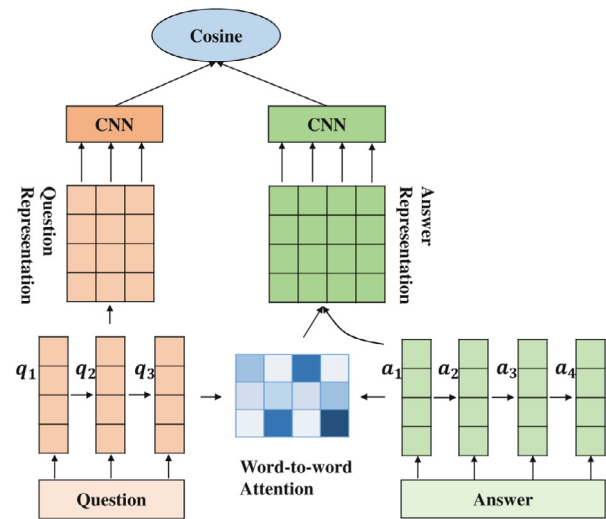 Cosine
CNN
CNN
Question
Representation
Answer
Representation
q₁
q₂
q₃
a₁
a₂
a₃
a₄
Word-to-word
Attention
Question
Answer